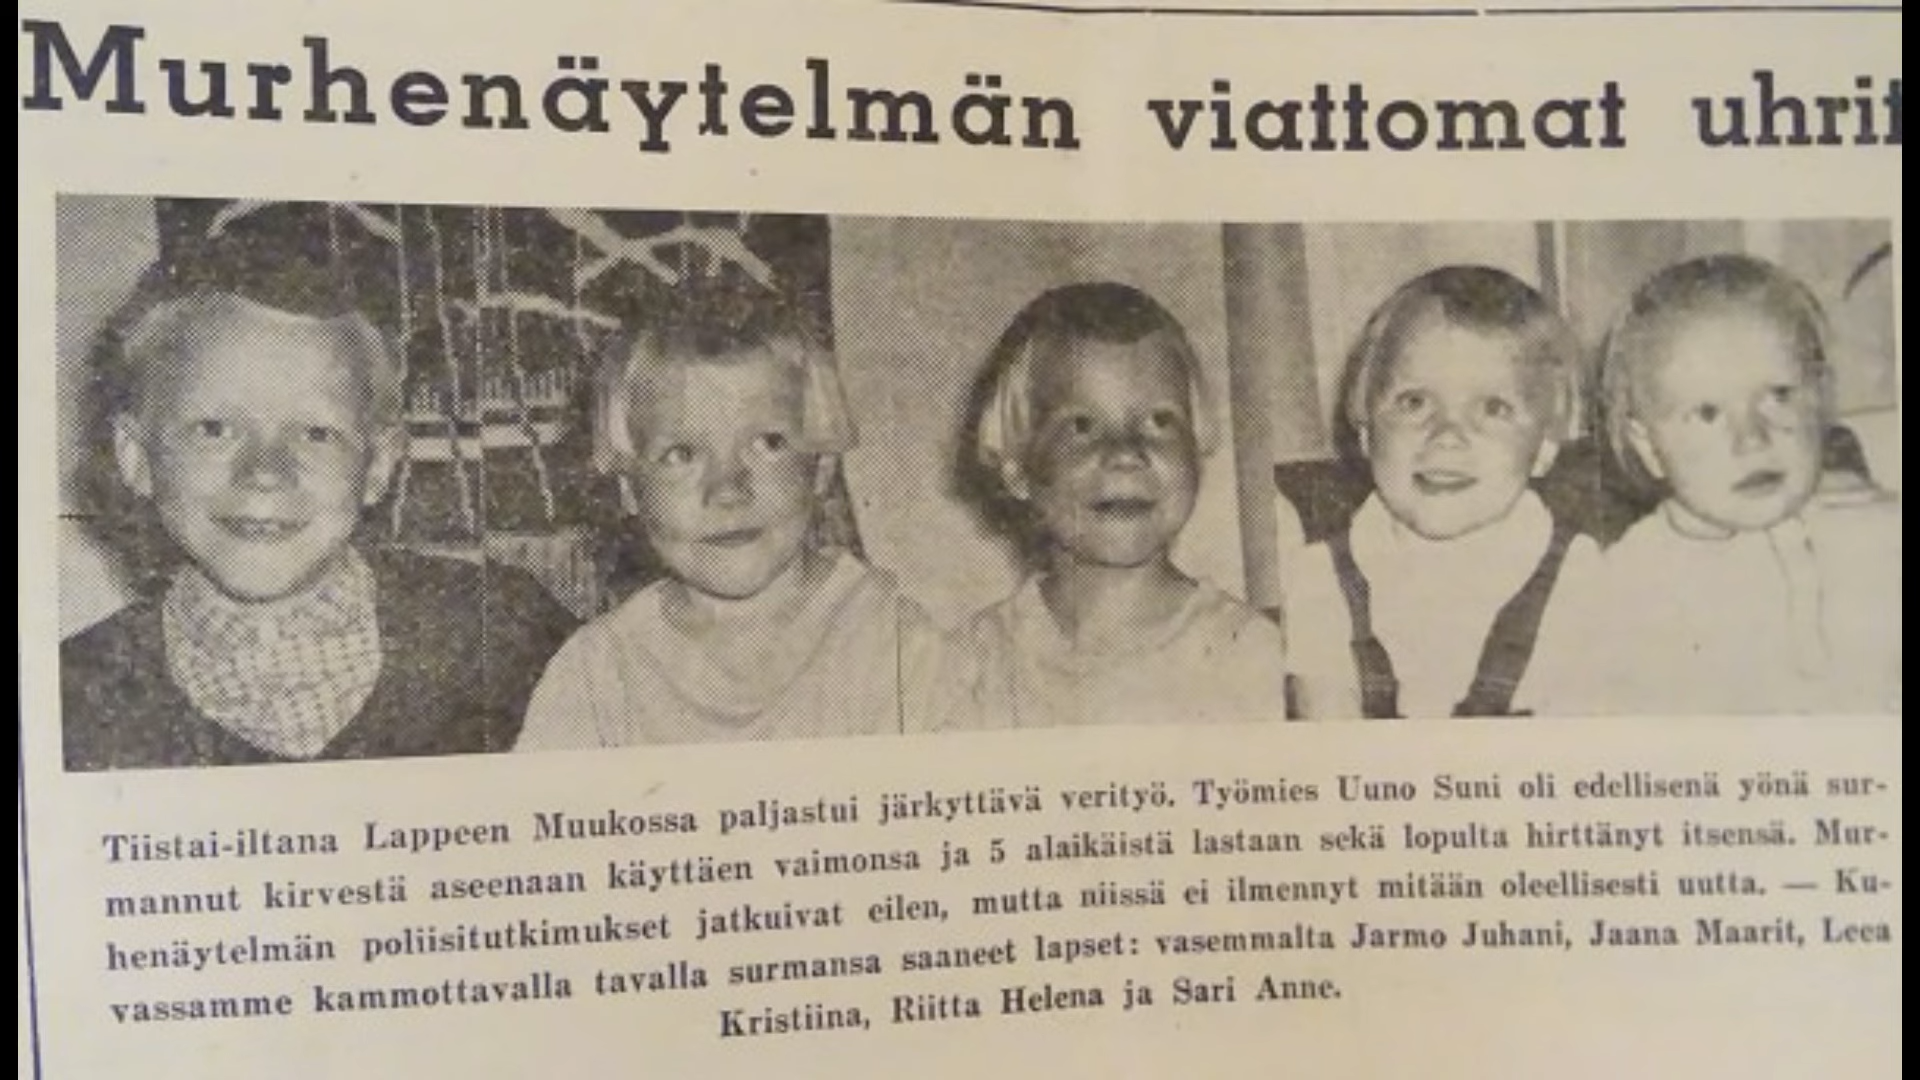 Murhenäytelmän viattomat uhrit
Tiistai-iltana Lappeen Muukossa paljastui järkyttävä verityö. Työmies Uuno Suni oli edellisenä yönä sur-
mannut kirvestä aseenaan käyttäen vaimonsa ja 5 alaikäistä lastaan sekä lopulta hirttänyt itsensä. Mur-
henäytelmän poliisitutkimukset jatkuivat eilen, mutta niissä ei ilmennyt mitään oleellisesti uutta. — Ku-
vassamme kammottavalla tavalla surmansa saaneet lapset: vasemmalta Jarmo Juhani, Jaana Maarit, Leea
Kristiina, Riitta Helena ja Sari Anne.